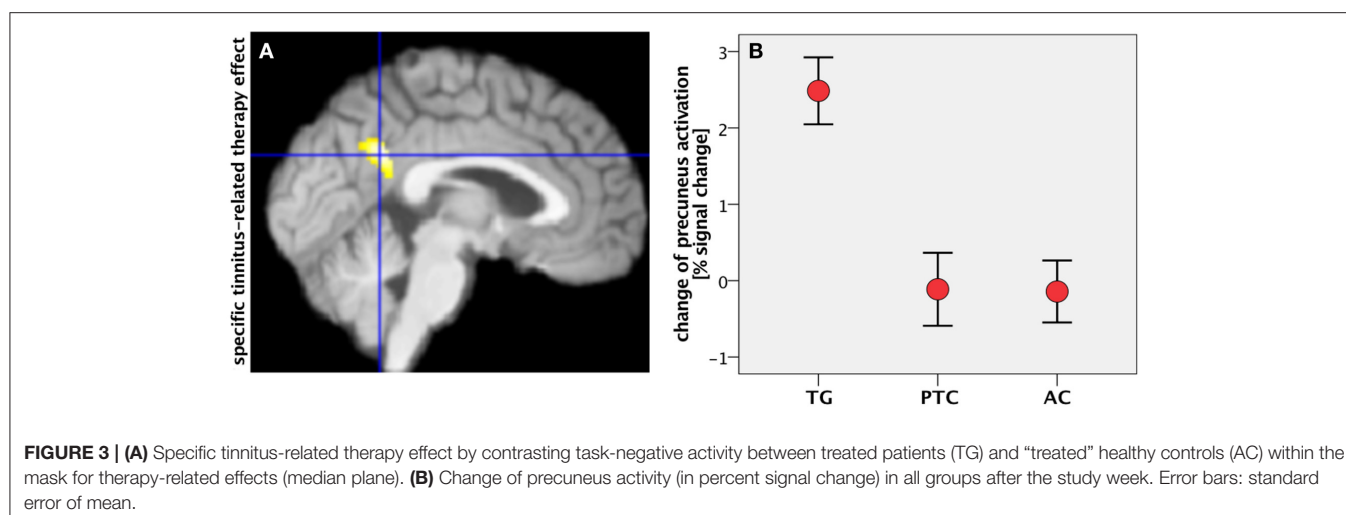 A
specific tinnitus-related therapy effect
B
change of precuneus activation
[% signal change]
3
2
1
0
-1
TG
PTC
AC
FIGURE 3 | (A) Specific tinnitus-related therapy effect by contrasting task-negative activity between treated patients (TG) and “treated” healthy controls (AC) within the
mask for therapy-related effects (median plane). (B) Change of precuneus activity (in percent signal change) in all groups after the study week. Error bars: standard
error of mean.